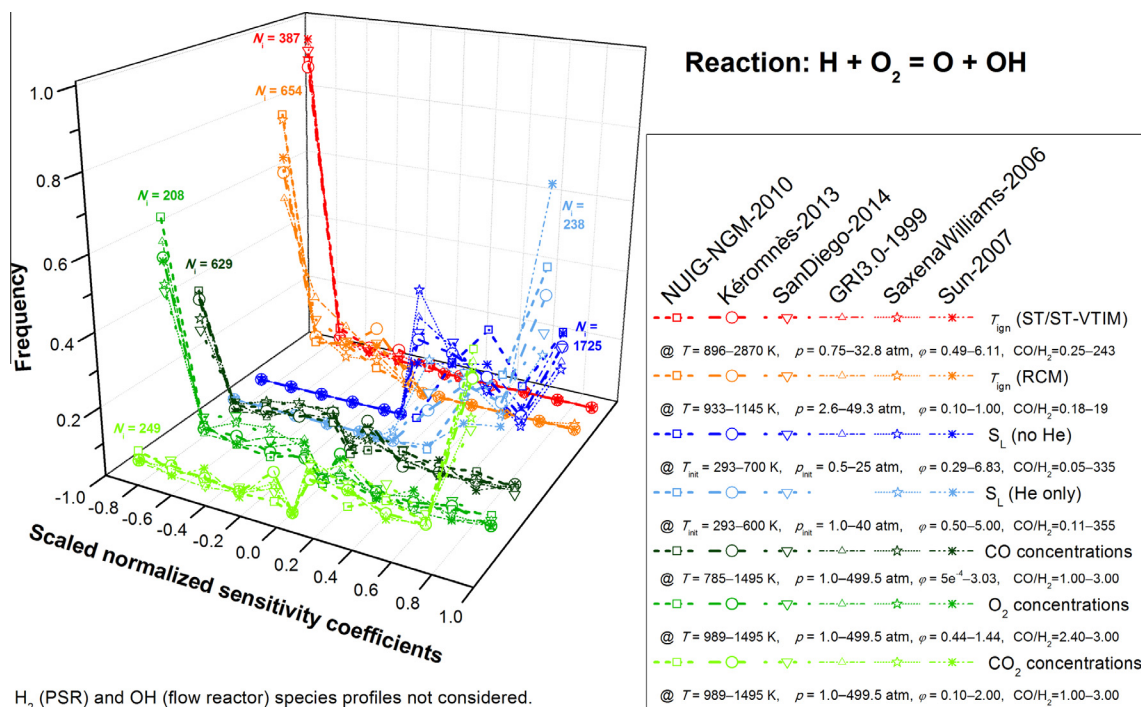 Reaction: H + O₂ = O + OH
Nᵢ= 387
Nᵢ= 654
Nᵢ= 208
Nᵢ= 629
Nᵢ= 249
Nᵢ=
238
Nᵢ=
1725
Frequency
1.0
0.8
0.6
0.4
0.2
-1.0
-0.8
-0.6
-0.4
-0.2
0.0
0.2
0.4
0.6
0.8
1.0
Scaled normalized sensitivity coefficients
NUIG-NGM-2010
Kéromnès-2013
SanDiego-2014
GRI3.0-1999
SaxenaWilliams-2006
Sun-2007
T_ign (ST/ST-VTIM)
@ T = 896–2870 K, p = 0.75–32.8 atm, φ = 0.49–6.11, CO/H₂=0.25–243
T_ign (RCM)
@ T = 933–1145 K, p = 2.6–49.3 atm, φ = 0.10–1.00, CO/H₂=0.18–19
S_L (no He)
@ T_init = 293–700 K, p_init = 0.5–25 atm, φ = 0.29–6.83, CO/H₂=0.05–335
S_L (He only)
@ T_init = 293–600 K, p_init = 1.0–40 atm, φ = 0.50–5.00, CO/H₂=0.11–355
CO concentrations
@ T = 785–1495 K, p = 1.0–499.5 atm, φ = 5e⁻⁴–3.03, CO/H₂=1.00–3.00
O₂ concentrations
@ T = 989–1495 K, p = 1.0–499.5 atm, φ = 0.44–1.44, CO/H₂=2.40–3.00
CO₂ concentrations
@ T = 989–1495 K, p = 1.0–499.5 atm, φ = 0.10–2.00, CO/H₂=1.00–3.00
H₂ (PSR) and OH (flow reactor) species profiles not considered.